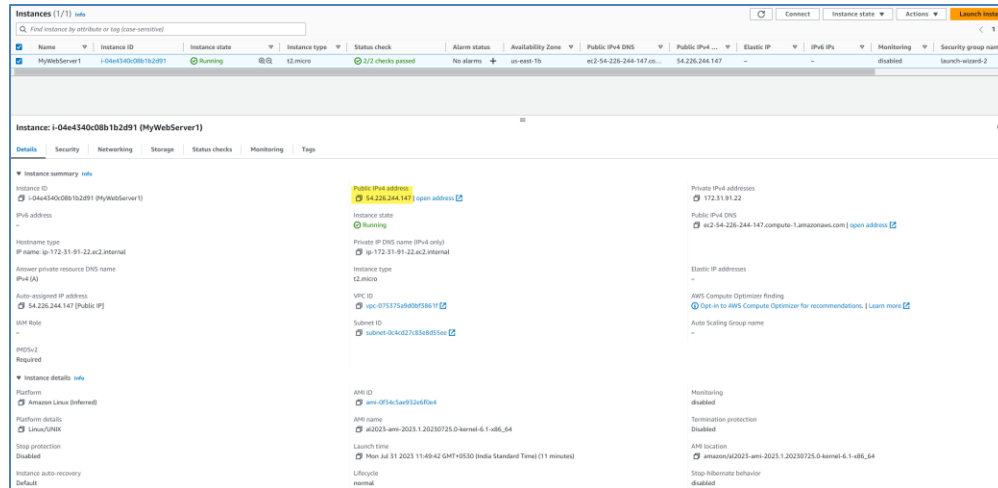 Instances (1/1) Info
Connect Instance state ▼ Actions ▼ Launch insta
Find instance by attribute or tag (case-sensitive)
< 1
Name Instance ID Instance state Instance type Status check Alarm status Availability Zone Public IPv4 DNS Public IPv4 ... Elastic IP IPv6 IPs Monitoring Security group nam
MyWebServer1 i-04e4340c08b1b2d91 Running t2.micro 2/2 checks passed No alarms + us-east-1b ec2-54-226-244-147.co... 54.226.244.147 – – disabled launch-wizard-2
Instance: i-04e4340c08b1b2d91 (MyWebServer1)
Details Security Networking Storage Status checks Monitoring Tags
▼ Instance summary Info
Instance ID Public IPv4 address Private IPv4 addresses
i-04e4340c08b1b2d91 (MyWebServer1) 54.226.244.147 | open address 172.31.91.22
IPv6 address Instance state Public IPv4 DNS
– Running ec2-54-226-244-147.compute-1.amazonaws.com | open address
Hostname type Private IP DNS name (IPv4 only)
IP name: ip-172-31-91-22.ec2.internal ip-172-31-91-22.ec2.internal
Answer private resource DNS name Instance type Elastic IP addresses
IPv4 (A) t2.micro –
Auto-assigned IP address VPC ID AWS Compute Optimizer finding
54.226.244.147 [Public IP] vpc-075375a9d0bf3861f Opt-in to AWS Compute Optimizer for recommendations. | Learn more
IAM Role Subnet ID Auto Scaling Group name
– subnet-0c4cd27c83e8d55ee –
IMDSv2
Required
▼ Instance details Info
Platform AMI ID Monitoring
Amazon Linux (Inferred) ami-0f34c5ae932e6f0e4 disabled
Platform details AMI name Termination protection
Linux/UNIX al2023-ami-2023.1.20230725.0-kernel-6.1-x86_64 Disabled
Stop protection Launch time AMI location
Disabled Mon Jul 31 2023 11:49:42 GMT+0530 (India Standard Time) (11 minutes) amazon/al2023-ami-2023.1.20230725.0-kernel-6.1-x86_64
Instance auto-recovery Lifecycle Stop-hibernate behavior
Default normal disabled